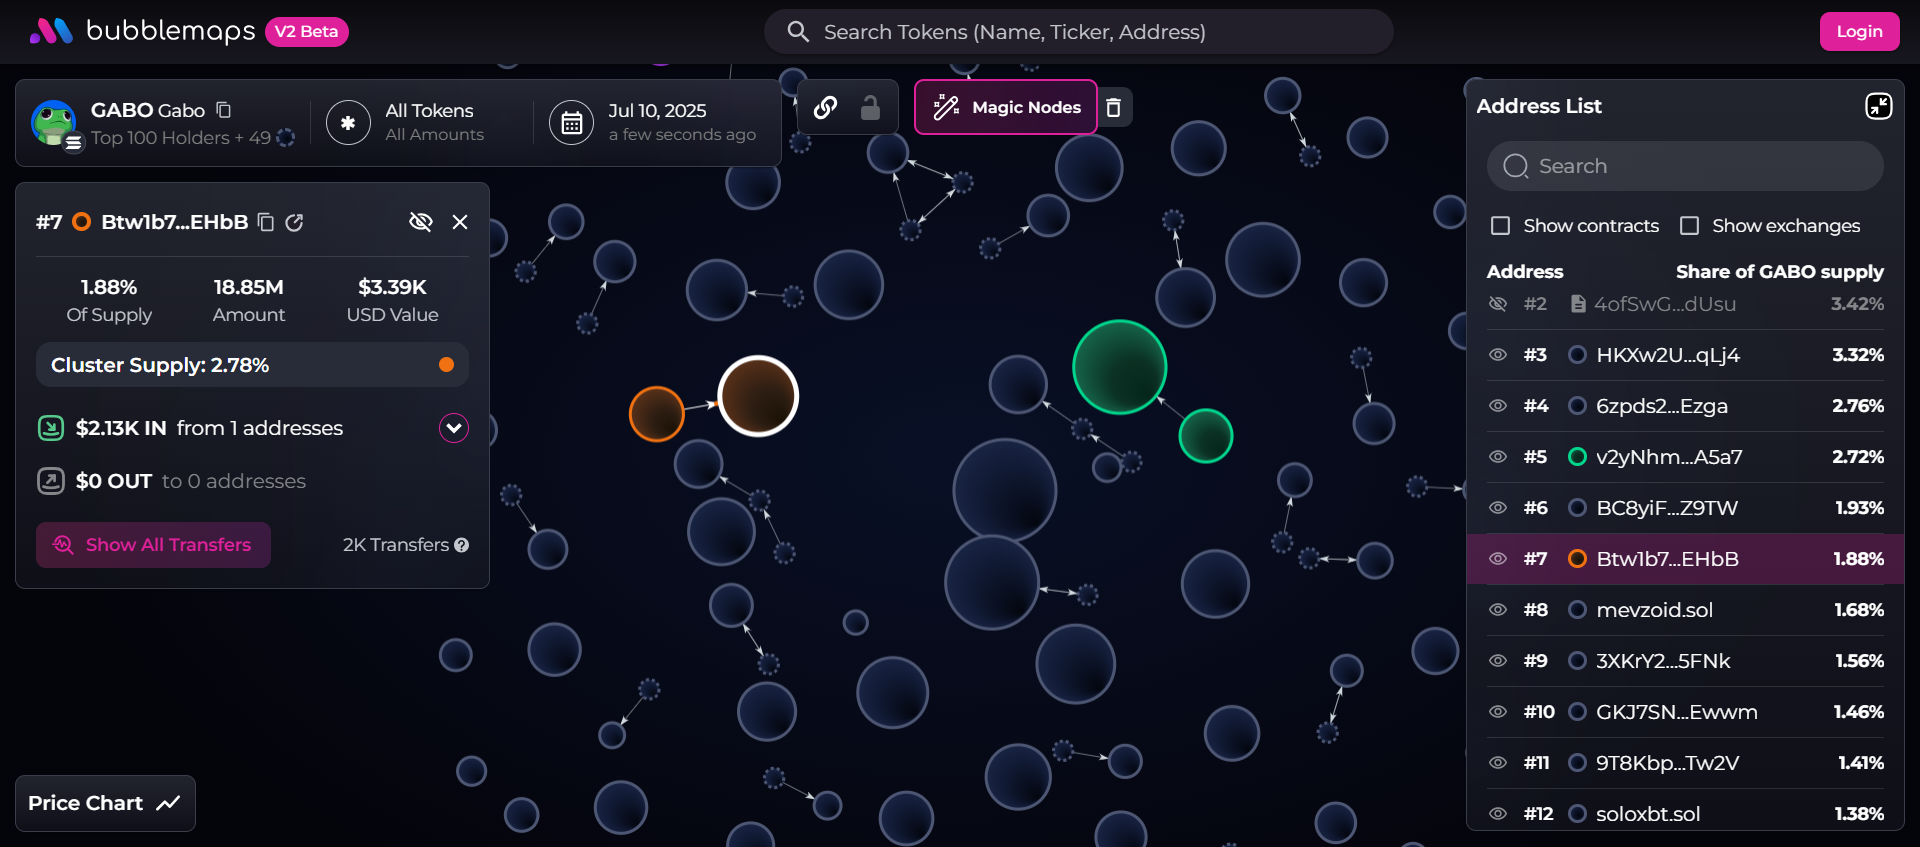 bubblemaps V2 Beta
Search Tokens (Name, Ticker, Address)
Login
GABO Gabo
Top 100 Holders + 49
All Tokens
All Amounts
Jul 10, 2025
a few seconds ago
Magic Nodes
#7 Btw1b7...EHbB
1.88%
Of Supply
18.85M
Amount
$3.39K
USD Value
Cluster Supply: 2.78%
$2.13K IN from 1 addresses
$0 OUT to 0 addresses
Show All Transfers
2K Transfers
Price Chart
Address List
Search
Show contracts
Show exchanges
Address Share of GABO supply
#2 4ofSwG...dUsu 3.42%
#3 HKXw2U...qLj4 3.32%
#4 6zpds2...Ezga 2.76%
#5 v2yNhm...A5a7 2.72%
#6 BC8yiF...Z9TW 1.93%
#7 Btw1b7...EHbB 1.88%
#8 mevzoid.sol 1.68%
#9 3XKrY2...5FNk 1.56%
#10 GKJ7SN...Ewwm 1.46%
#11 9T8Kbp...Tw2V 1.41%
#12 soloxbt.sol 1.38%